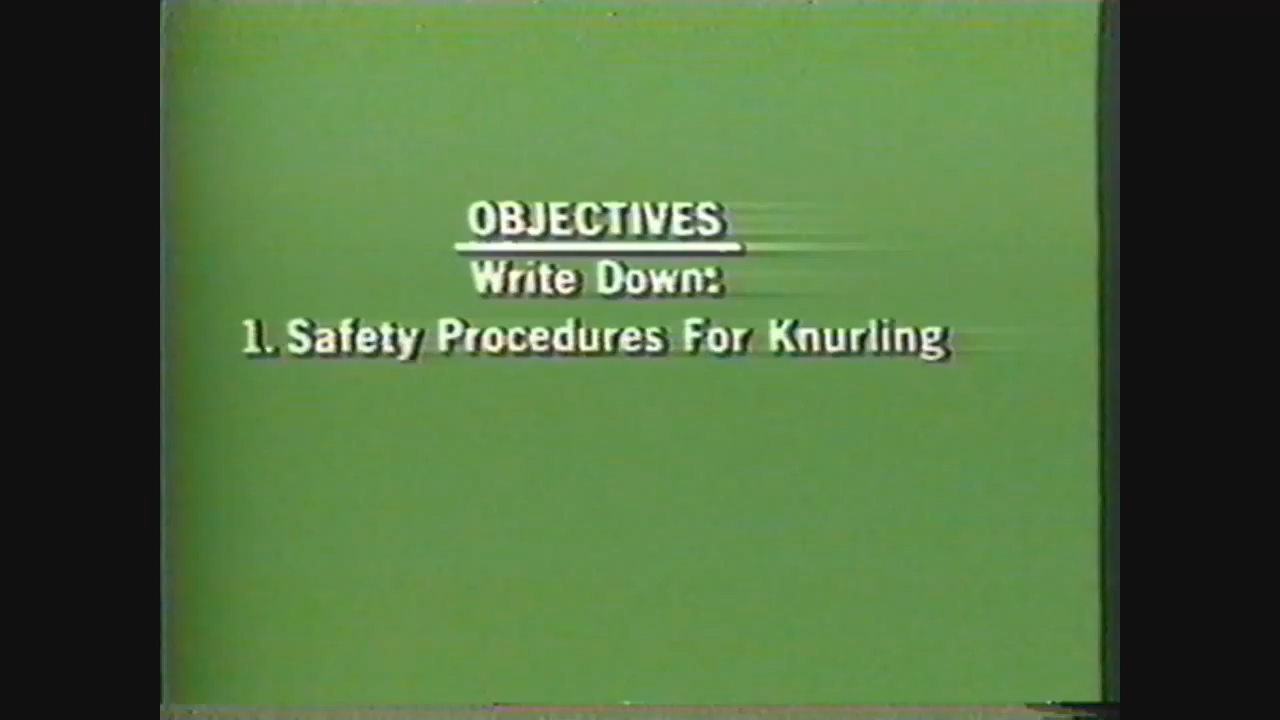 OBJECTIVES
Write Down:
1. Safety Procedures For Knurling